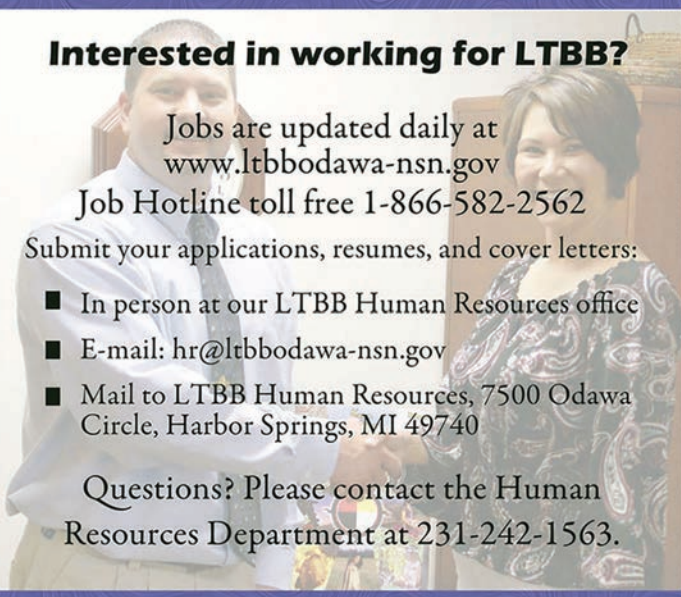 Interested in working for LTBB?
Jobs are updated daily at
www.ltbbodawa-nsn.gov
Job Hotline toll free 1-866-582-2562
Submit your applications, resumes, and cover letters:
■ In person at our LTBB Human Resources office
■ E-mail: hr@ltbbodawa-nsn.gov
■ Mail to LTBB Human Resources, 7500 Odawa
Circle, Harbor Springs, MI 49740
Questions? Please contact the Human
Resources Department at 231-242-1563.